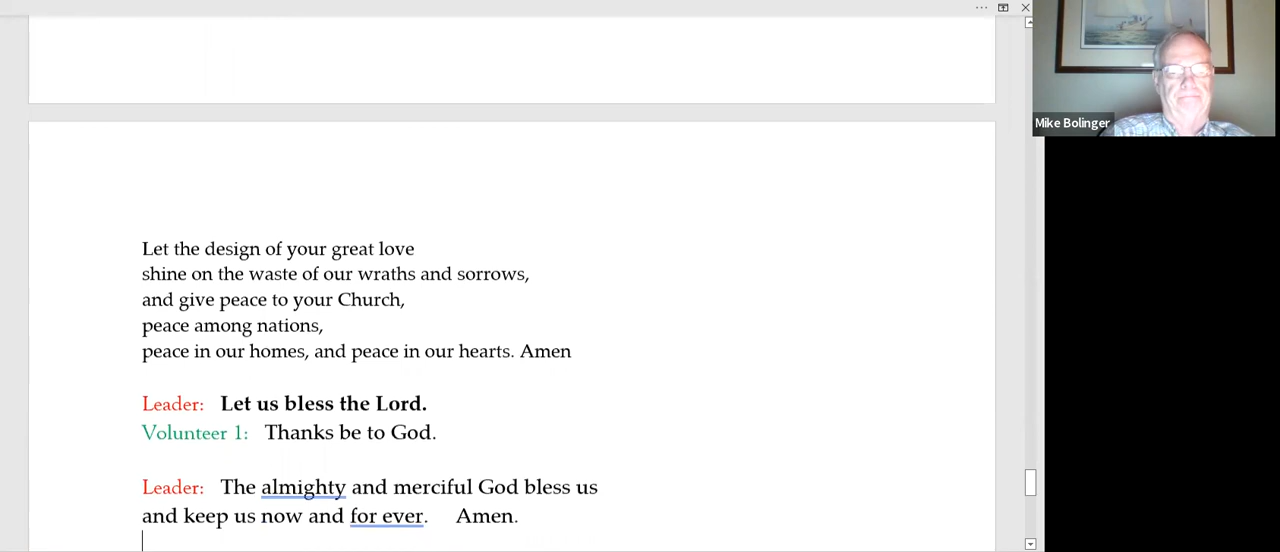 Mike Bolinger
Let the design of your great love
shine on the waste of our wraths and sorrows,
and give peace to your Church,
peace among nations,
peace in our homes, and peace in our hearts. Amen
Leader: Let us bless the Lord.
Volunteer 1: Thanks be to God.
Leader: The almighty and merciful God bless us
and keep us now and for ever. Amen.